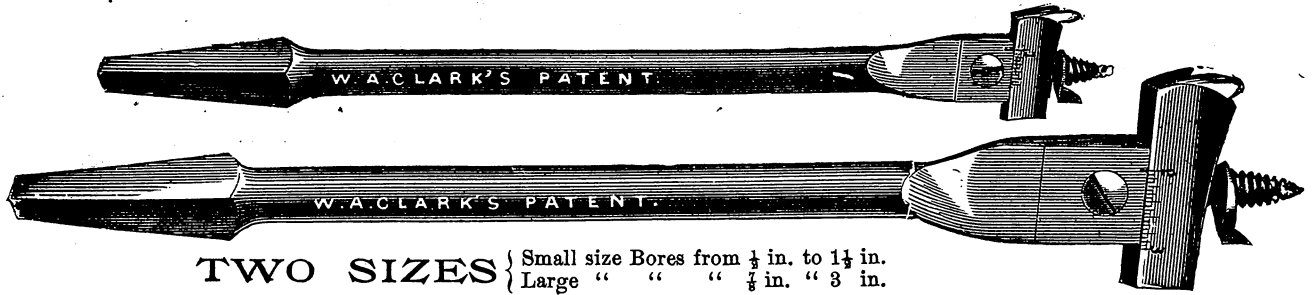 W.A.CLARK'S PATENT.
W.A.CLARK'S PATENT.
TWO SIZES { Small size Bores from ½ in. to 1½ in.
Large “ “ “ ⅞ in. “ 3 in.